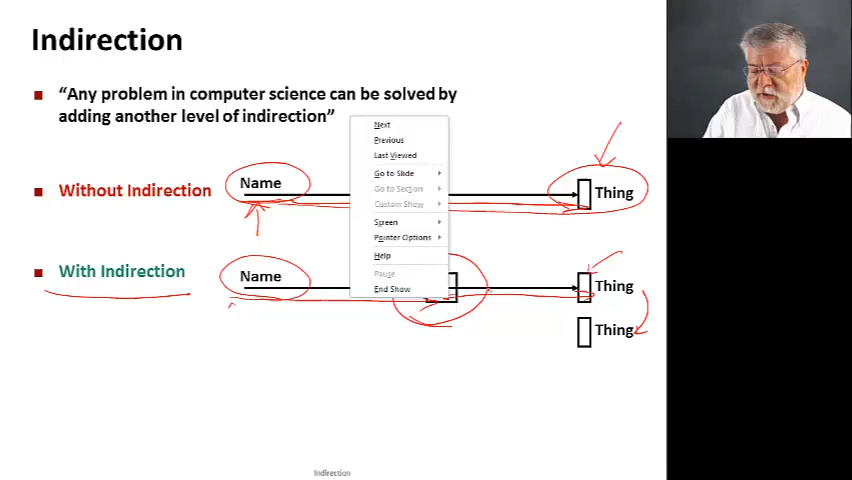 Indirection
“Any problem in computer science can be solved by
adding another level of indirection”
Without Indirection
Name
Thing
With Indirection
Name
Thing
Thing
Next
Previous
Last Viewed
Go to Slide
Go to Section
Custom Show
Screen
Pointer Options
Help
Pause
End Show
Indirection